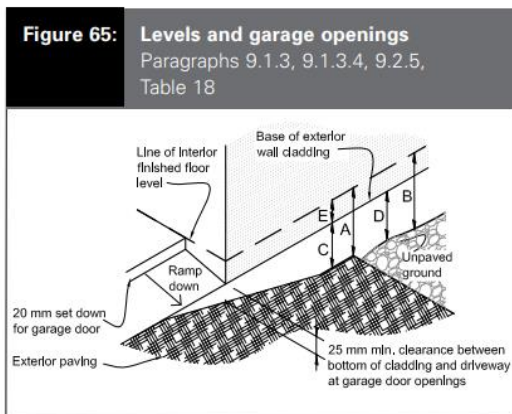 Figure 65: Levels and garage openings
Paragraphs 9.1.3, 9.1.3.4, 9.2.5,
Table 18
Base of exterior
wall cladding
Line of interior
finished floor
level
E
A
D
B
C
Ramp
down
Unpaved
ground
20 mm set down
for garage door
Exterior paving
25 mm min. clearance between
bottom of cladding and driveway
at garage door openings